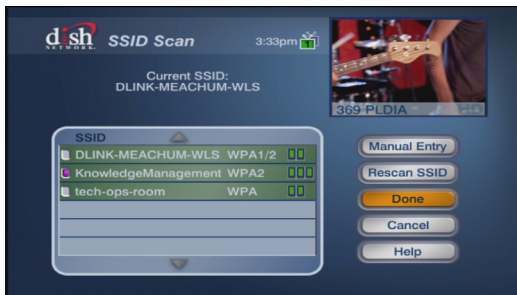 dish
NETWORK.
SSID Scan
3:33pm
1
Current SSID:
DLINK-MEACHUM-WLS
369 PLDIA
SSID
DLINK-MEACHUM-WLS WPA1/2
KnowledgeManagement WPA2
tech-ops-room WPA
Manual Entry
Rescan SSID
Done
Cancel
Help